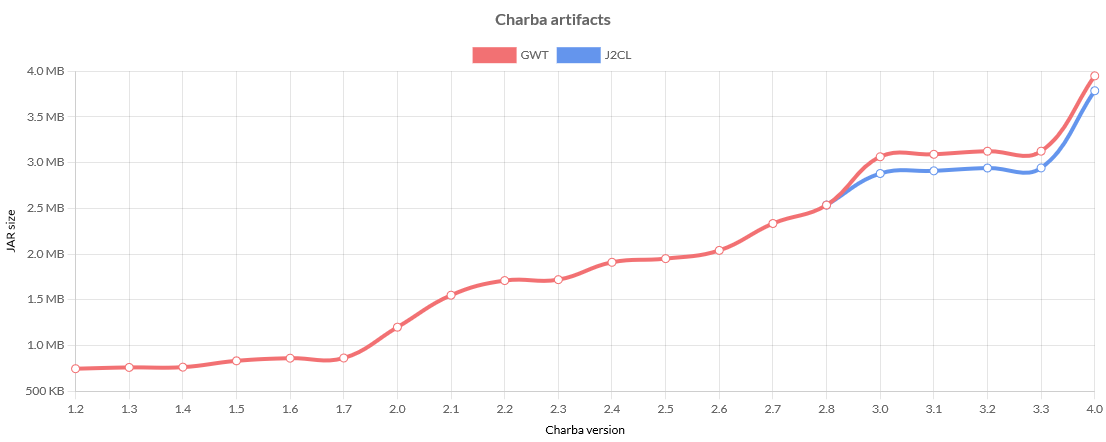 Charba artifacts
GWT J2CL
4.0 MB
3.5 MB
3.0 MB
2.5 MB
2.0 MB
1.5 MB
1.0 MB
500 KB
JAR size
1.2 1.3 1.4 1.5 1.6 1.7 2.0 2.1 2.2 2.3 2.4 2.5 2.6 2.7 2.8 3.0 3.1 3.2 3.3 4.0
Charba version